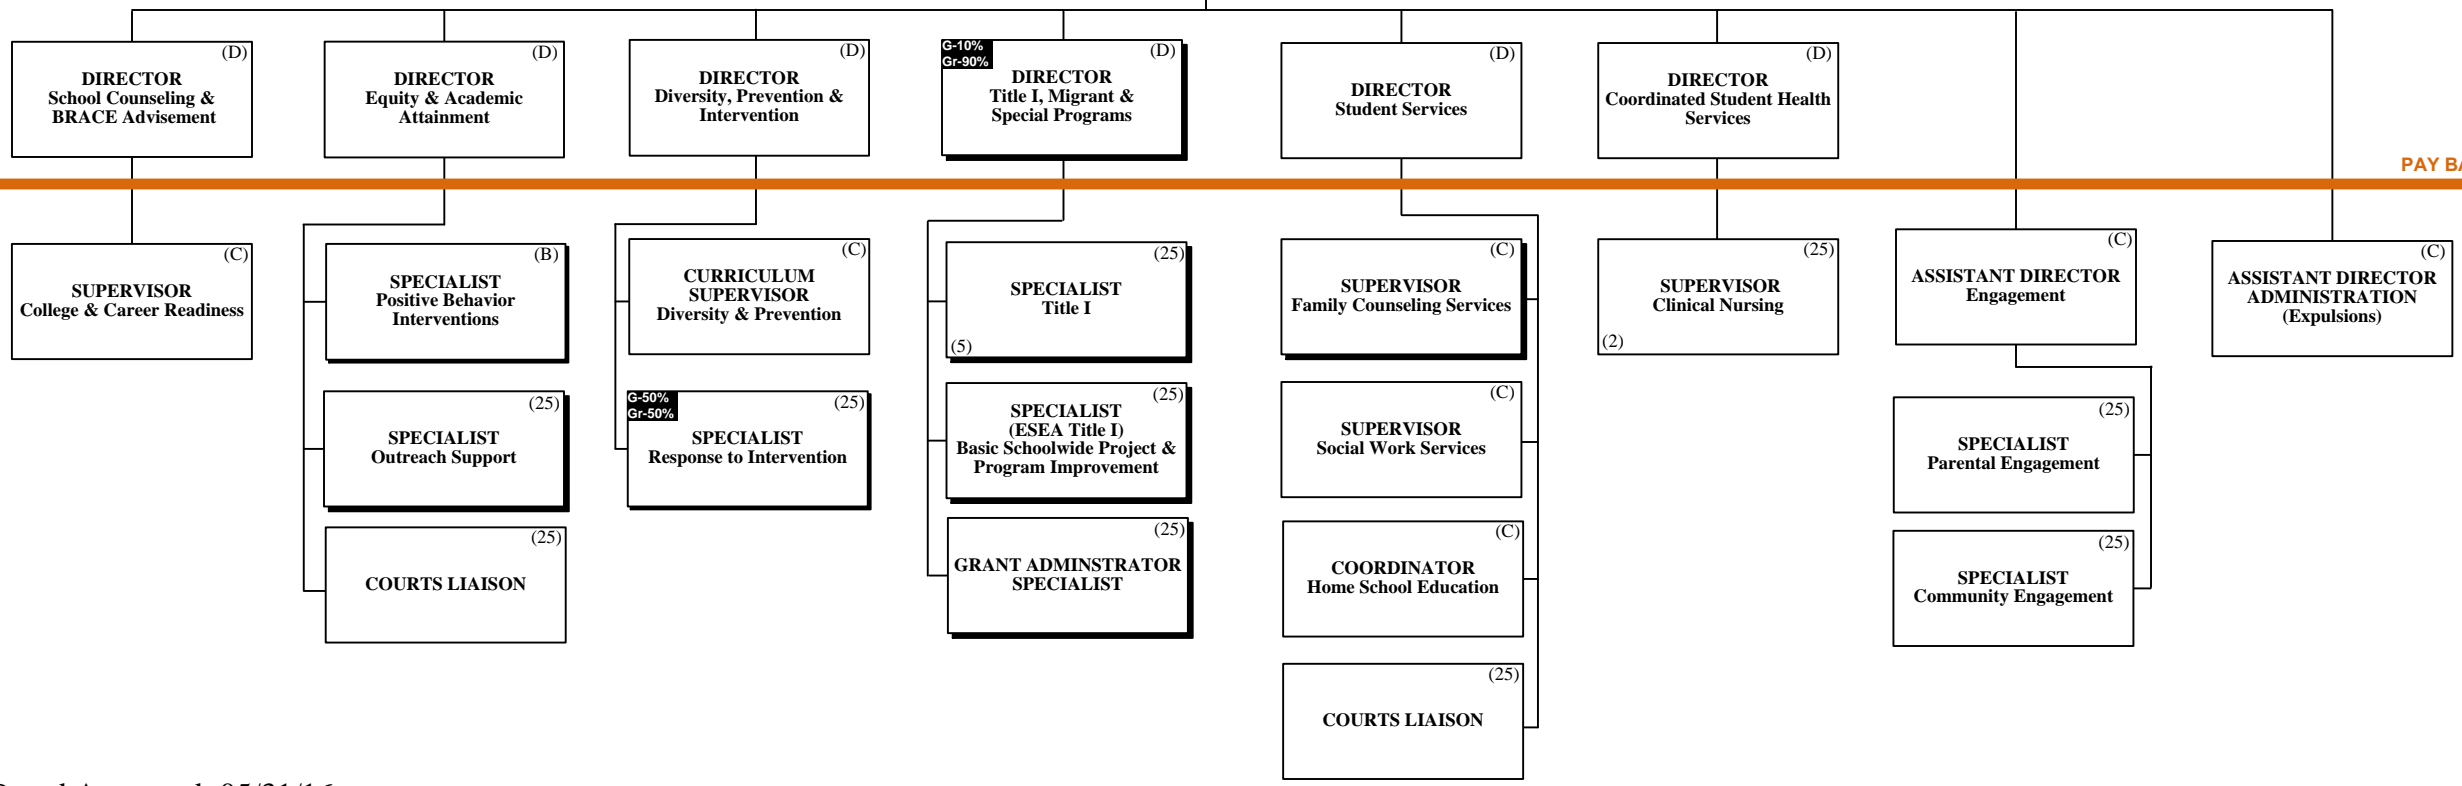 (D)
DIRECTOR
School Counseling &
BRACE Advisement
(D)
DIRECTOR
Equity & Academic
Attainment
(D)
DIRECTOR
Diversity, Prevention &
Intervention
G-10%
Gr-90%
(D)
DIRECTOR
Title I, Migrant &
Special Programs
(D)
DIRECTOR
Student Services
(D)
DIRECTOR
Coordinated Student Health
Services
PAY BA
(C)
SUPERVISOR
College & Career Readiness
(B)
SPECIALIST
Positive Behavior
Interventions
(25)
SPECIALIST
Outreach Support
(25)
COURTS LIAISON
(C)
CURRICULUM
SUPERVISOR
Diversity & Prevention
G-50%
Gr-50%
(25)
SPECIALIST
Response to Intervention
(25)
SPECIALIST
Title I
(5)
(25)
SPECIALIST
(ESEA Title I)
Basic Schoolwide Project &
Program Improvement
(25)
GRANT ADMINSTRATOR
SPECIALIST
(C)
SUPERVISOR
Family Counseling Services
(C)
SUPERVISOR
Social Work Services
(C)
COORDINATOR
Home School Education
(25)
COURTS LIAISON
(25)
SUPERVISOR
Clinical Nursing
(2)
(C)
ASSISTANT DIRECTOR
Engagement
(25)
SPECIALIST
Parental Engagement
(25)
SPECIALIST
Community Engagement
(C)
ASSISTANT DIRECTOR
ADMINISTRATION
(Expulsions)